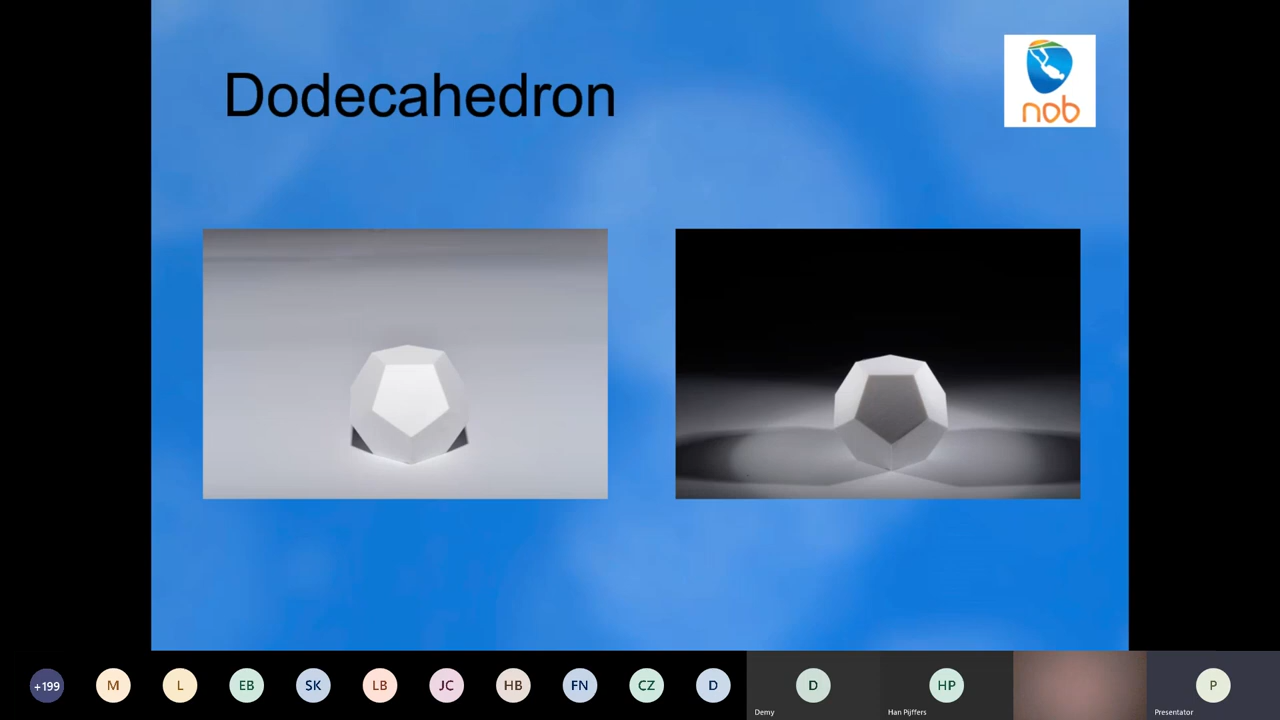 Dodecahedron
nob
+199
M
L
EB
SK
LB
JC
HB
FN
CZ
D
D
HP
P
Demy
Han Pijffers
Presentator